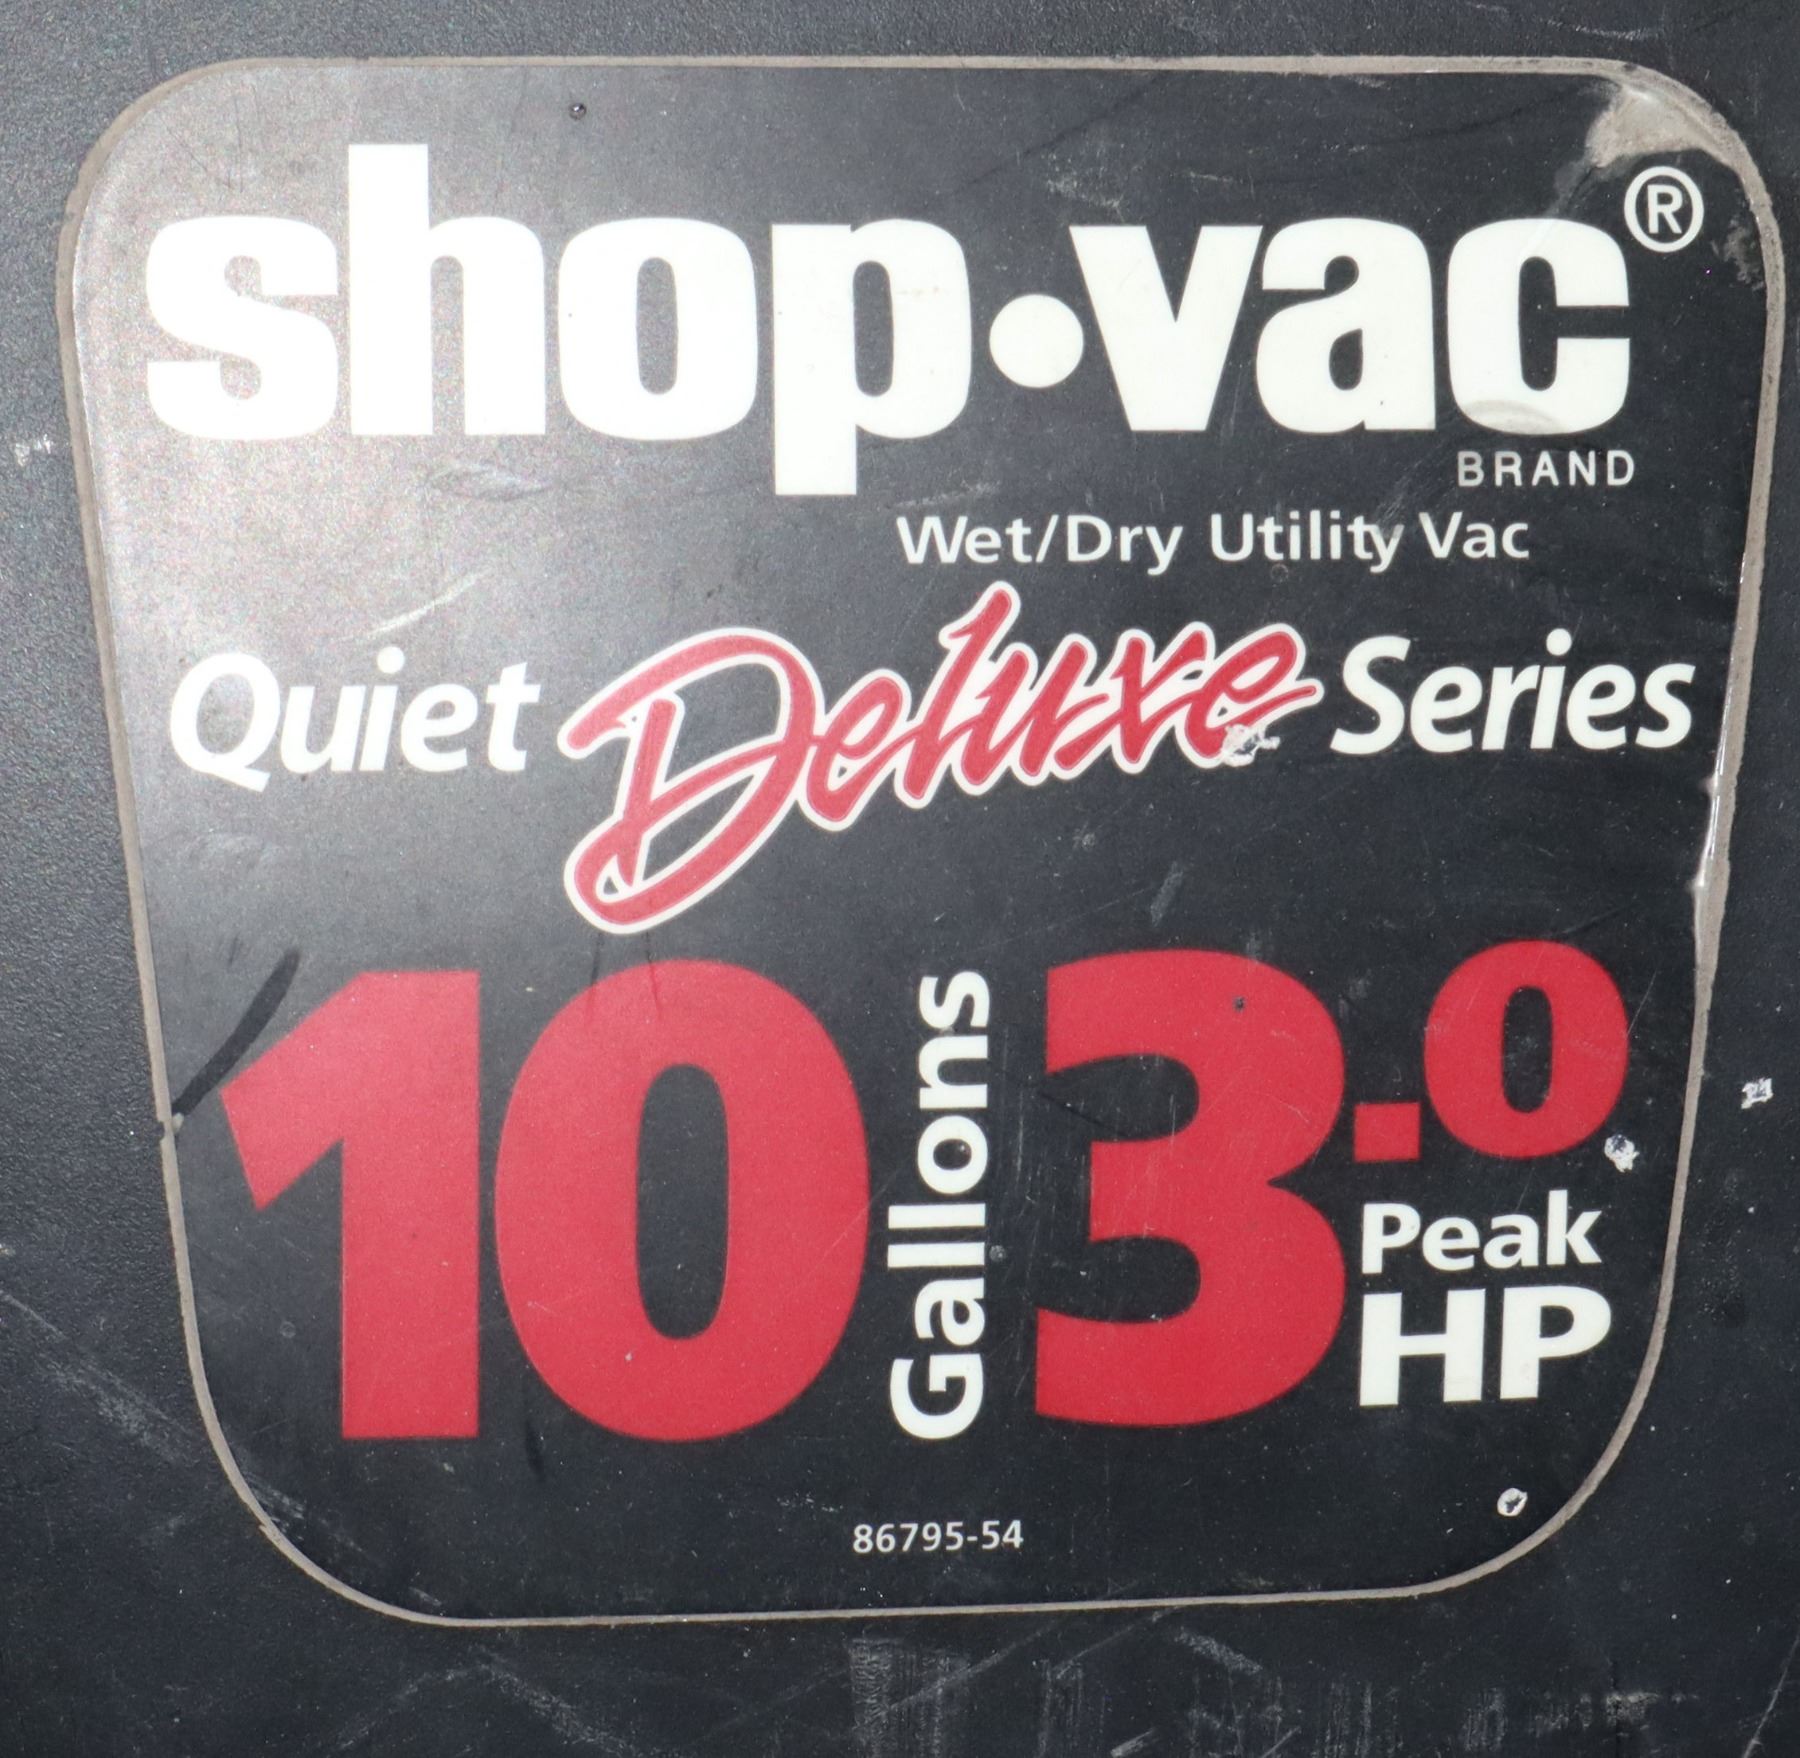 shop•vac®
BRAND
Wet/Dry Utility Vac
Quiet Deluxe Series
10 Gallons 3.0
Peak
HP
86795-54